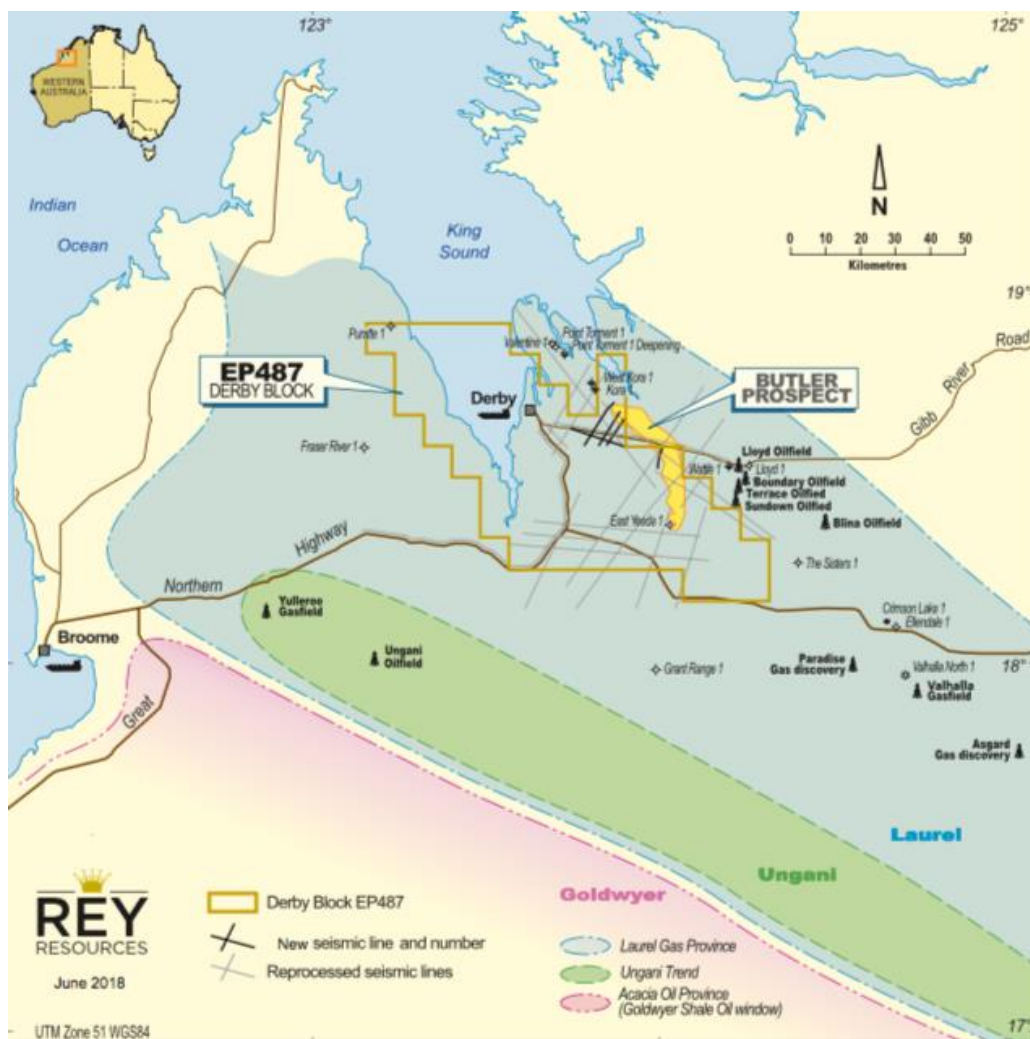 123°
125°
WESTERN
AUSTRALIA
Indian
Ocean
King
Sound
N
0 10 20 30 40 50
Kilometres
19°
Puratte 1
Valentine 1
Point Torment 1
Point Torment 1 Deepening
EP487
DERBY BLOCK
West Kora 1
Kora
BUTLER
PROSPECT
Derby
Gibb River Road
Fraser River 1
Wattle 1
Lloyd Oilfield
Lloyd 1
Boundary Oilfield
Terrace Oilfied
Sundown Oilfied
Blina Oilfield
East Yeeda 1
Northern Highway
The Sisters 1
Yulleroo
Gasfield
Crimson Lake 1
Ellendale 1
Broome
Ungani
Oilfield
Grant Range 1
Paradise
Gas discovery
Valhalla North 1
18°
Valhalla
Gasfield
Great
Asgard
Gas discovery
Laurel
Ungani
Goldwyer
REY
RESOURCES
June 2018
Derby Block EP487
New seismic line and number
Reprocessed seismic lines
Laurel Gas Province
Ungani Trend
Acacia Oil Province
(Goldwyer Shale Oil window)
UTM Zone 51 WGS84
17°